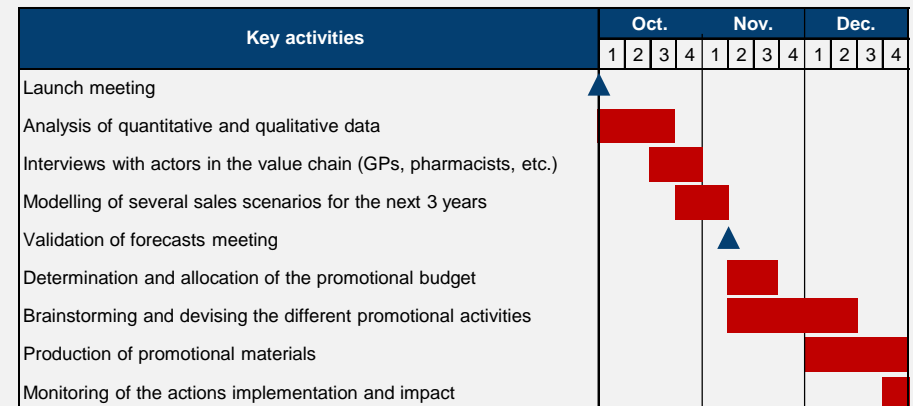 Key activities
Oct. Nov. Dec.
1 2 3 4 1 2 3 4 1 2 3 4
Launch meeting
Analysis of quantitative and qualitative data
Interviews with actors in the value chain (GPs, pharmacists, etc.)
Modelling of several sales scenarios for the next 3 years
Validation of forecasts meeting
Determination and allocation of the promotional budget
Brainstorming and devising the different promotional activities
Production of promotional materials
Monitoring of the actions implementation and impact